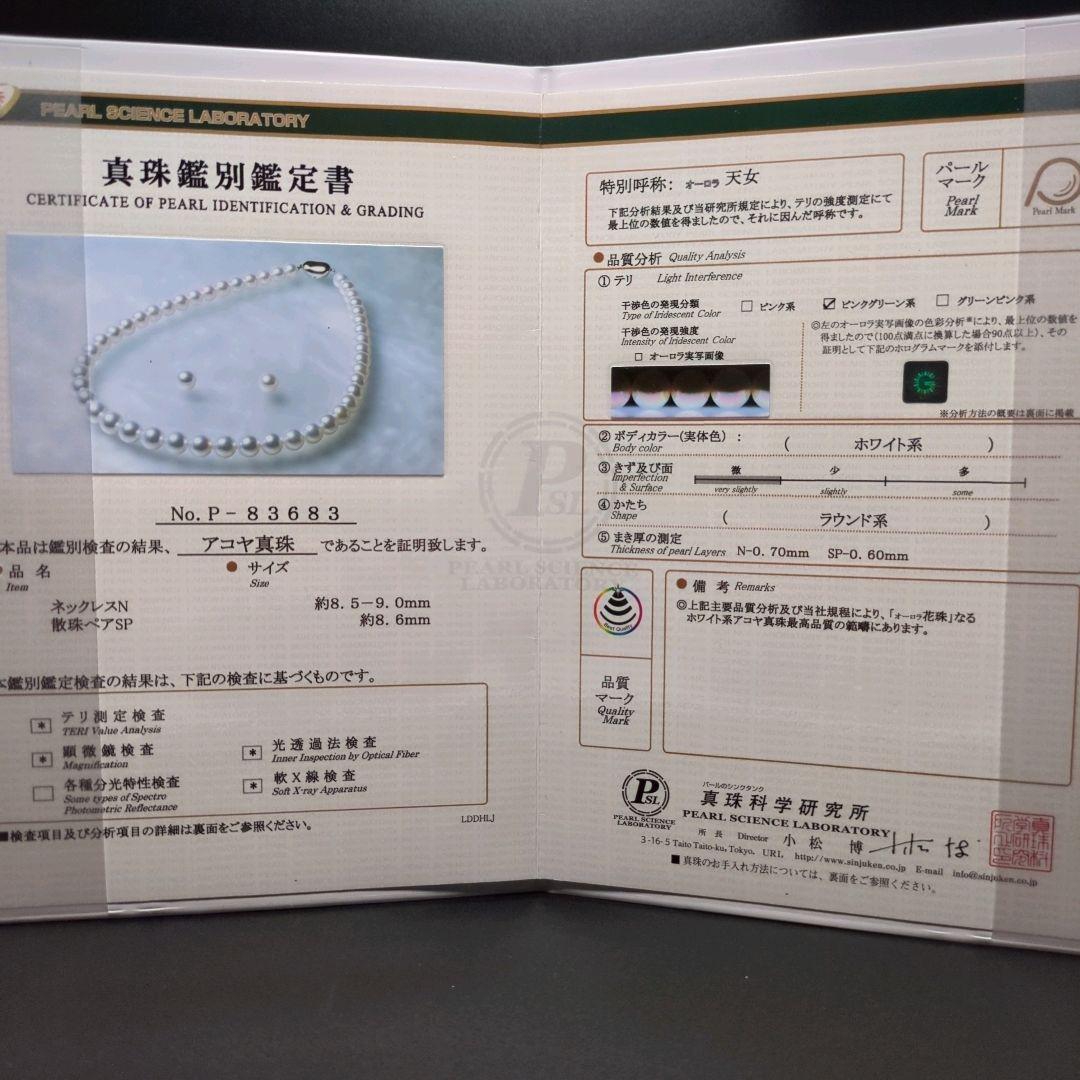 PEARL SCIENCE LABORATORY
真珠鑑別鑑定書
CERTIFICATE OF PEARL IDENTIFICATION & GRADING
No. P-83683
本品は鑑別検査の結果、 アコヤ真珠 であることを証明致します。
品 名
Item
サイズ
Size
ネックレスN 約8.5-9.0mm
散珠ペアSP 約8.6mm
本鑑別鑑定検査の結果は、下記の検査に基づくものです。
* テリ測定検査
TERI Value Analysis
* 顕微鏡検査
Magnification
各種分光特性検査
Some types of Spectro
Photometric Reflectance
* 光透過法検査
Inner Inspection by Optical Fiber
* 軟X線検査
Soft X-ray Apparatus
LDDHLJ
■検査項目及び分析項目の詳細は裏面をご参照ください。
特別呼称: オーロラ 天女
下記分析結果及び当研究所規定により、テリの強度測定にて
最上位の数値を得ましたので、それに因んだ呼称です。
パール
マーク
Pearl
Mark
Pearl Mark
●品質分析 Quality Analysis
①テリ Light Interference
干渉色の発現分類
Type of Iridescent Color
□ ピンク系 ☑ ピンクグリーン系 □ グリーンピンク系
干渉色の発現強度
Intensity of Iridescent Color
□ オーロラ実写画像
◎左のオーロラ実写画像の色彩分析※により、最上位の数値を
得ましたので(100点満点に換算した場合90点以上)、その
証明として下記のホログラムマークを添付します。
※分析方法の概要は裏面に掲載
②ボディカラー(実体色) : ( ホワイト系 )
Body color
③きず及び面 微 少 多
Imperfection
& Surface
very slightly slightly some
④かたち ( ラウンド系 )
Shape
⑤まき厚の測定
Thickness of pearl Layers N-0.70mm SP-0.60mm
PSL
PEARL SCIENCE
LABORATORY
Best Quality
品質
マーク
Quality
Mark
●備 考 Remarks
◎上記主要品質分析及び当社規程により、「オーロラ花珠」なる
ホワイト系アコヤ真珠最高品質の範疇にあります。
PSL
PEARL SCIENCE
LABORATORY
パールのシンクタンク
真珠科学研究所
PEARL SCIENCE LABORATORY
所 長 Director 小 松 博
3-16-5 Taito Taito-ku, Tokyo. URL http://www.sinjuken.co.jp E-mail info@sinjuken.co.jp
■真珠のお手入れ方法については、裏面をご参照ください。